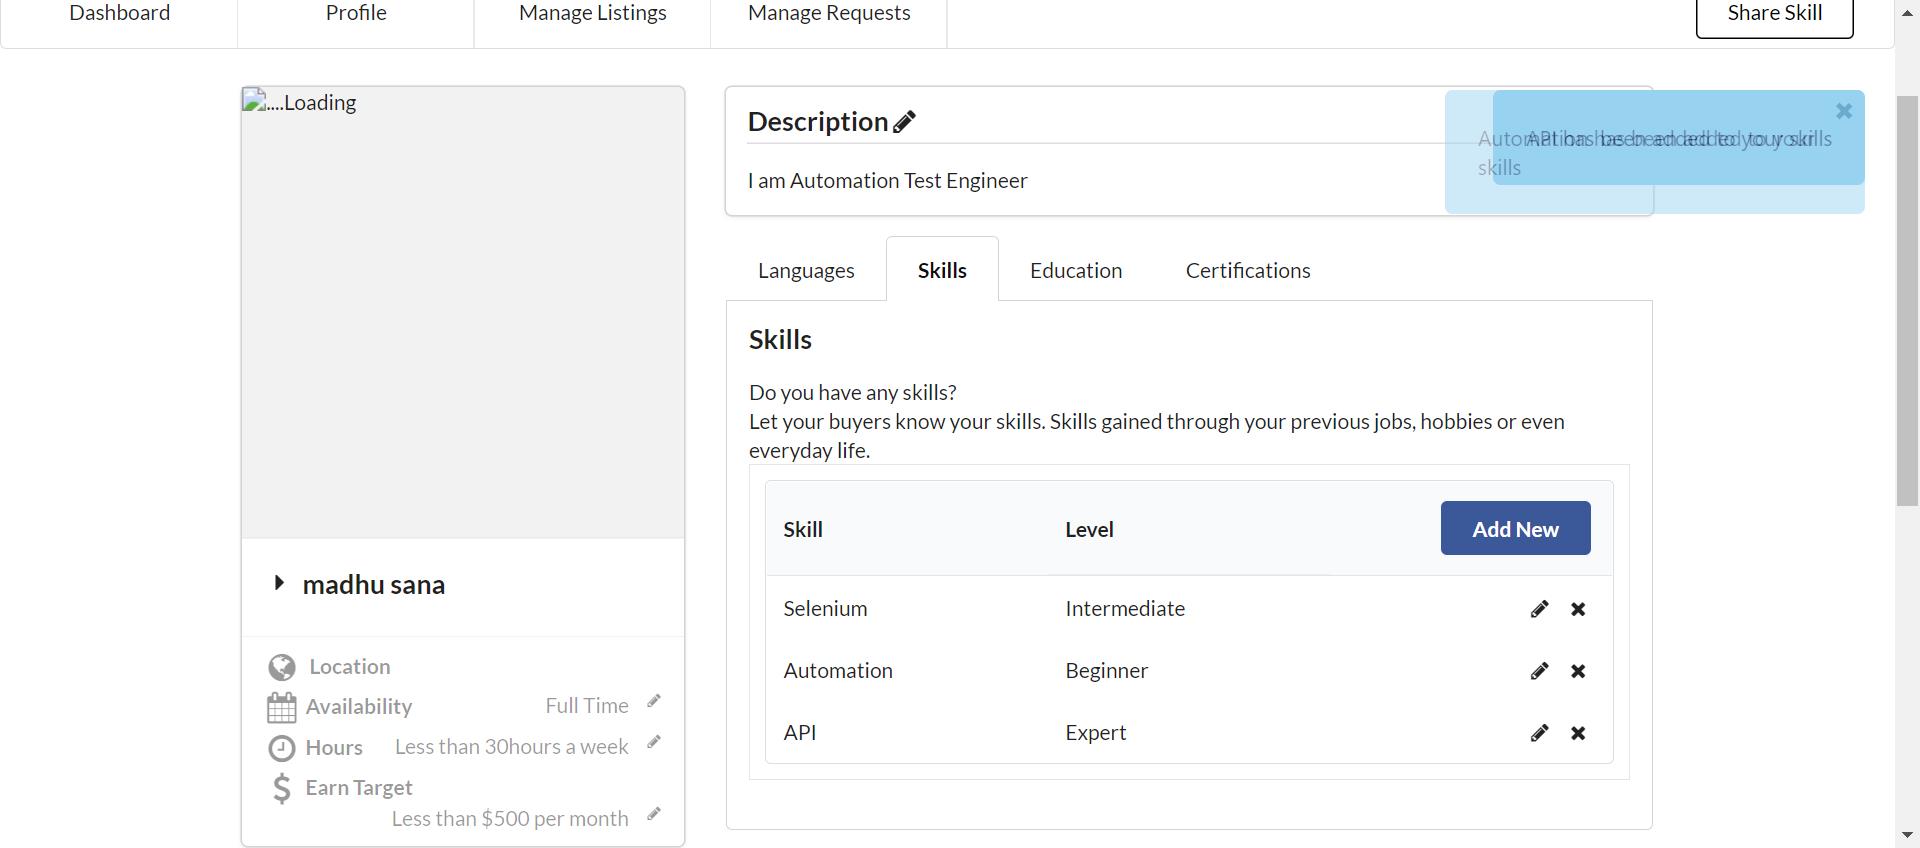 Dashboard
Profile
Manage Listings
Manage Requests
Share Skill
....Loading
Description
I am Automation Test Engineer
Automation has been added to your
skills
API has been added to your skills
Languages
Skills
Education
Certifications
Skills
Do you have any skills?
Let your buyers know your skills. Skills gained through your previous jobs, hobbies or even
everyday life.
Skill Level Add New
Selenium Intermediate
Automation Beginner
API Expert
madhu sana
Location
Availability Full Time
Hours Less than 30hours a week
Earn Target
Less than $500 per month